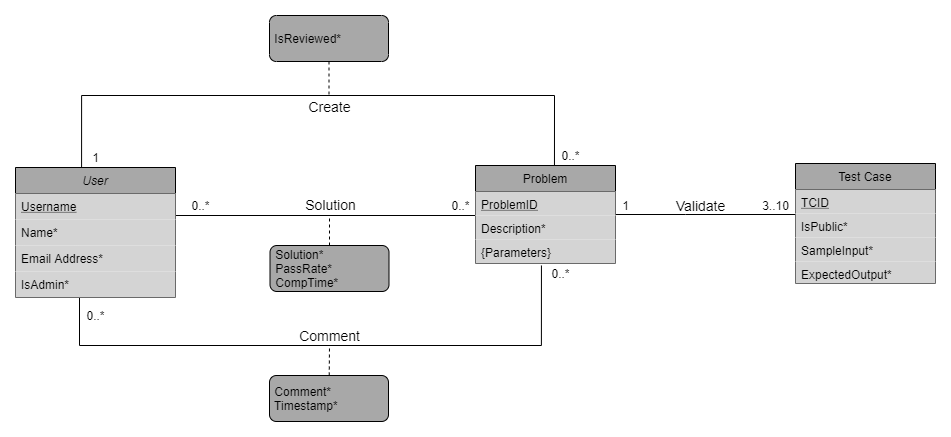 IsReviewed*
Create
1
0..*
User
Username
Name*
Email Address*
IsAdmin*
0..*
Solution
0..*
Solution*
PassRate*
CompTime*
Problem
ProblemID
Description*
{Parameters}
1
Validate
3..10
Test Case
TCID
IsPublic*
SampleInput*
ExpectedOutput*
0..*
0..*
Comment
Comment*
Timestamp*